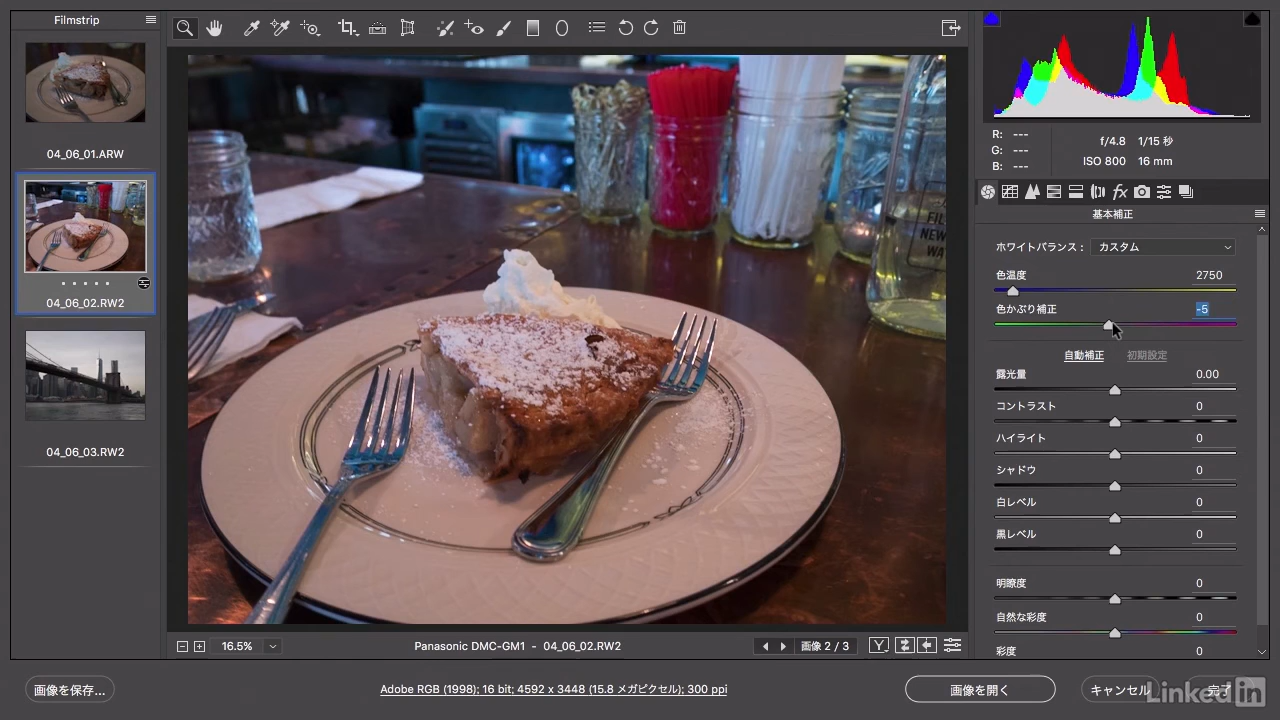 Filmstrip
04_06_01.ARW
04_06_02.RW2
04_06_03.RW2
FIL
NEW
WA
16.5%
Panasonic DMC-GM1 - 04_06_02.RW2
画像 2 / 3
Y
R: ---
G: ---
B: ---
f/4.8 1/15 秒
ISO 800 16 mm
fx
基本補正
ホワイトバランス : カスタム
色温度 2750
色かぶり補正 -5
自動補正 初期設定
露光量 0.00
コントラスト 0
ハイライト 0
シャドウ 0
白レベル 0
黒レベル 0
明瞭度 0
自然な彩度 0
彩度 0
画像を保存...
Adobe RGB (1998); 16 bit; 4592 x 3448 (15.8 メガピクセル); 300 ppi
画像を開く
キャンセル
完了
Linked in